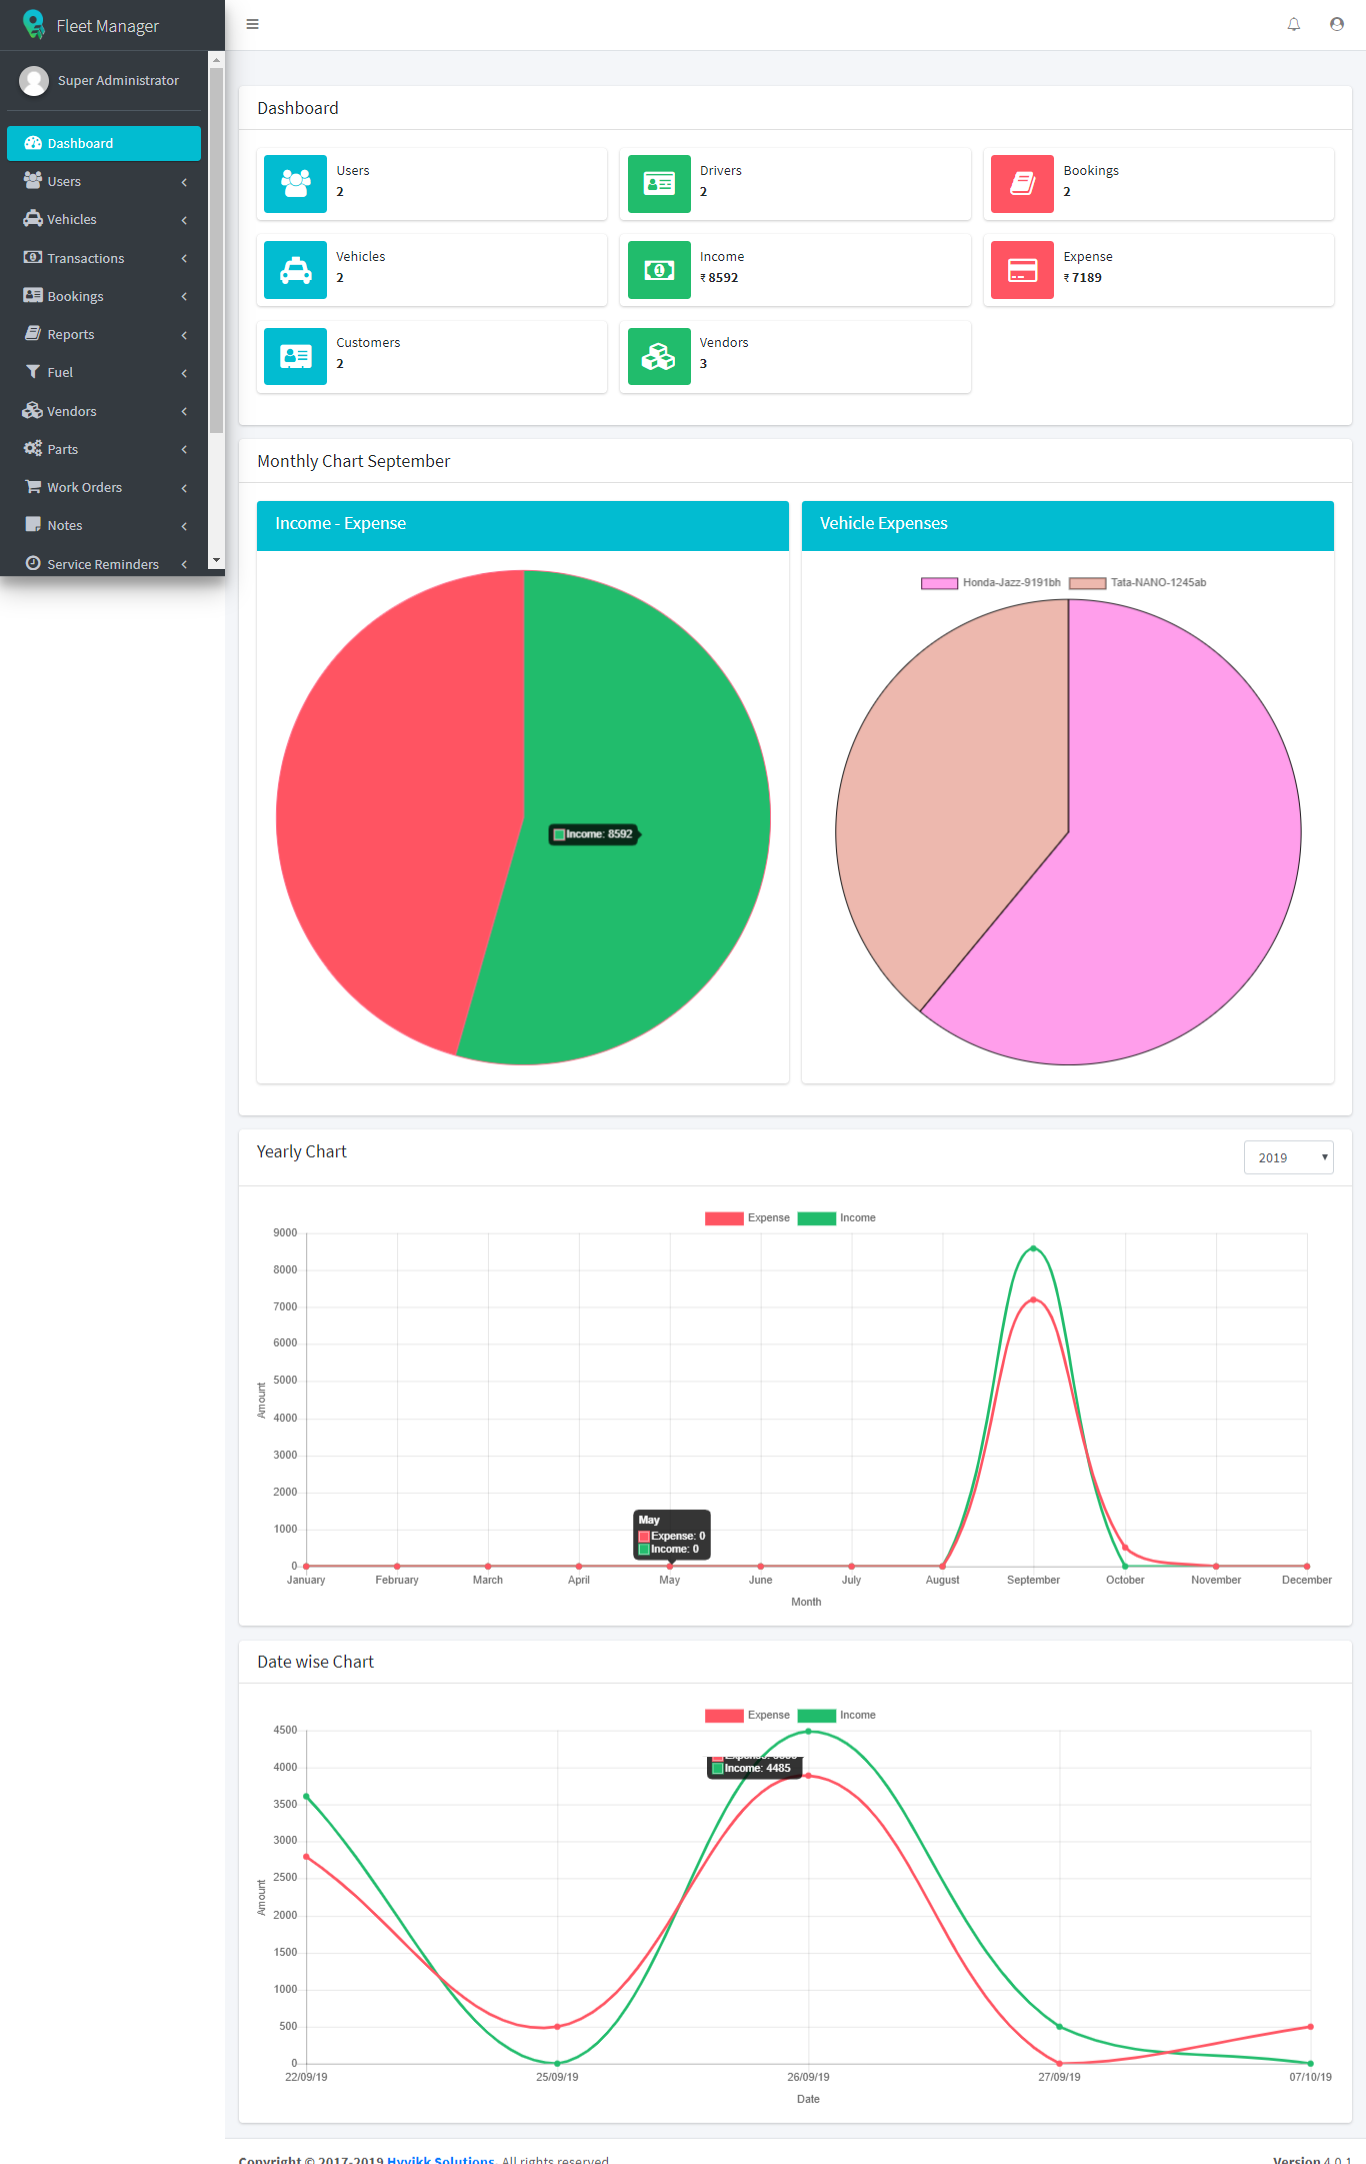 Fleet Manager
Super Administrator
Dashboard
Users
Vehicles
Transactions
Bookings
Reports
Fuel
Vendors
Parts
Work Orders
Notes
Service Reminders
Dashboard
Users
2
Drivers
2
Bookings
2
Vehicles
2
Income
₹ 8592
Expense
₹ 7189
Customers
2
Vendors
3
Monthly Chart September
Income - Expense
Income: 8592
Vehicle Expenses
Honda-Jazz-9191bh Tata-NANO-1245ab
Yearly Chart
2019
Expense Income
9000
8000
7000
6000
5000
4000
3000
2000
1000
0
Amount
May
Expense: 0
Income: 0
January February March April May June July August September October November December
Month
Date wise Chart
Expense Income
4500
4000
3500
3000
2500
2000
1500
1000
500
0
Amount
Income: 4485
22/09/19 25/09/19 26/09/19 27/09/19 07/10/19
Date
Copyright © 2017-2019 Hyvikk Solutions. All rights reserved
Version 4.0.1